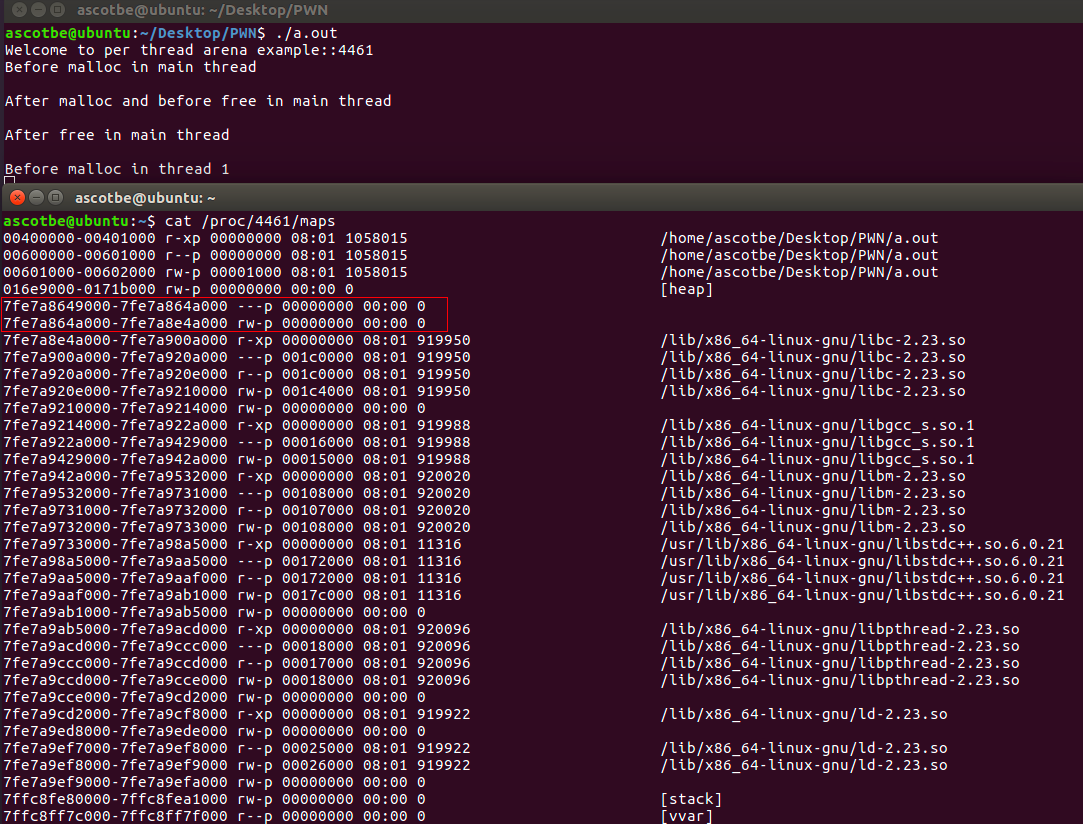 ascotbe@ubuntu: ~/Desktop/PWN
ascotbe@ubuntu:~/Desktop/PWN$ ./a.out
Welcome to per thread arena example::4461
Before malloc in main thread
After malloc and before free in main thread
After free in main thread
Before malloc in thread 1
ascotbe@ubuntu: ~
ascotbe@ubuntu:~$ cat /proc/4461/maps
00400000-00401000 r-xp 00000000 08:01 1058015 /home/ascotbe/Desktop/PWN/a.out
00600000-00601000 r--p 00000000 08:01 1058015 /home/ascotbe/Desktop/PWN/a.out
00601000-00602000 rw-p 00001000 08:01 1058015 /home/ascotbe/Desktop/PWN/a.out
016e9000-0171b000 rw-p 00000000 00:00 0 [heap]
7fe7a8649000-7fe7a864a000 ---p 00000000 00:00 0
7fe7a864a000-7fe7a8e4a000 rw-p 00000000 00:00 0
7fe7a8e4a000-7fe7a900a000 r-xp 00000000 08:01 919950 /lib/x86_64-linux-gnu/libc-2.23.so
7fe7a900a000-7fe7a920a000 ---p 001c0000 08:01 919950 /lib/x86_64-linux-gnu/libc-2.23.so
7fe7a920a000-7fe7a920e000 r--p 001c0000 08:01 919950 /lib/x86_64-linux-gnu/libc-2.23.so
7fe7a920e000-7fe7a9210000 rw-p 001c4000 08:01 919950 /lib/x86_64-linux-gnu/libc-2.23.so
7fe7a9210000-7fe7a9214000 rw-p 00000000 00:00 0
7fe7a9214000-7fe7a922a000 r-xp 00000000 08:01 919988 /lib/x86_64-linux-gnu/libgcc_s.so.1
7fe7a922a000-7fe7a9429000 ---p 00016000 08:01 919988 /lib/x86_64-linux-gnu/libgcc_s.so.1
7fe7a9429000-7fe7a942a000 rw-p 00015000 08:01 919988 /lib/x86_64-linux-gnu/libgcc_s.so.1
7fe7a942a000-7fe7a9532000 r-xp 00000000 08:01 920020 /lib/x86_64-linux-gnu/libm-2.23.so
7fe7a9532000-7fe7a9731000 ---p 00108000 08:01 920020 /lib/x86_64-linux-gnu/libm-2.23.so
7fe7a9731000-7fe7a9732000 r--p 00107000 08:01 920020 /lib/x86_64-linux-gnu/libm-2.23.so
7fe7a9732000-7fe7a9733000 rw-p 00108000 08:01 920020 /lib/x86_64-linux-gnu/libm-2.23.so
7fe7a9733000-7fe7a98a5000 r-xp 00000000 08:01 11316 /usr/lib/x86_64-linux-gnu/libstdc++.so.6.0.21
7fe7a98a5000-7fe7a9aa5000 ---p 00172000 08:01 11316 /usr/lib/x86_64-linux-gnu/libstdc++.so.6.0.21
7fe7a9aa5000-7fe7a9aaf000 r--p 00172000 08:01 11316 /usr/lib/x86_64-linux-gnu/libstdc++.so.6.0.21
7fe7a9aaf000-7fe7a9ab1000 rw-p 0017c000 08:01 11316 /usr/lib/x86_64-linux-gnu/libstdc++.so.6.0.21
7fe7a9ab1000-7fe7a9ab5000 rw-p 00000000 00:00 0
7fe7a9ab5000-7fe7a9acd000 r-xp 00000000 08:01 920096 /lib/x86_64-linux-gnu/libpthread-2.23.so
7fe7a9acd000-7fe7a9ccc000 ---p 00018000 08:01 920096 /lib/x86_64-linux-gnu/libpthread-2.23.so
7fe7a9ccc000-7fe7a9ccd000 r--p 00017000 08:01 920096 /lib/x86_64-linux-gnu/libpthread-2.23.so
7fe7a9ccd000-7fe7a9cce000 rw-p 00018000 08:01 920096 /lib/x86_64-linux-gnu/libpthread-2.23.so
7fe7a9cce000-7fe7a9cd2000 rw-p 00000000 00:00 0
7fe7a9cd2000-7fe7a9cf8000 r-xp 00000000 08:01 919922 /lib/x86_64-linux-gnu/ld-2.23.so
7fe7a9ed8000-7fe7a9ede000 rw-p 00000000 00:00 0
7fe7a9ef7000-7fe7a9ef8000 r--p 00025000 08:01 919922 /lib/x86_64-linux-gnu/ld-2.23.so
7fe7a9ef8000-7fe7a9ef9000 rw-p 00026000 08:01 919922 /lib/x86_64-linux-gnu/ld-2.23.so
7fe7a9ef9000-7fe7a9efa000 rw-p 00000000 00:00 0
7ffc8fe80000-7ffc8fea1000 rw-p 00000000 00:00 0 [stack]
7ffc8ff7c000-7ffc8ff7f000 r--p 00000000 00:00 0 [vvar]